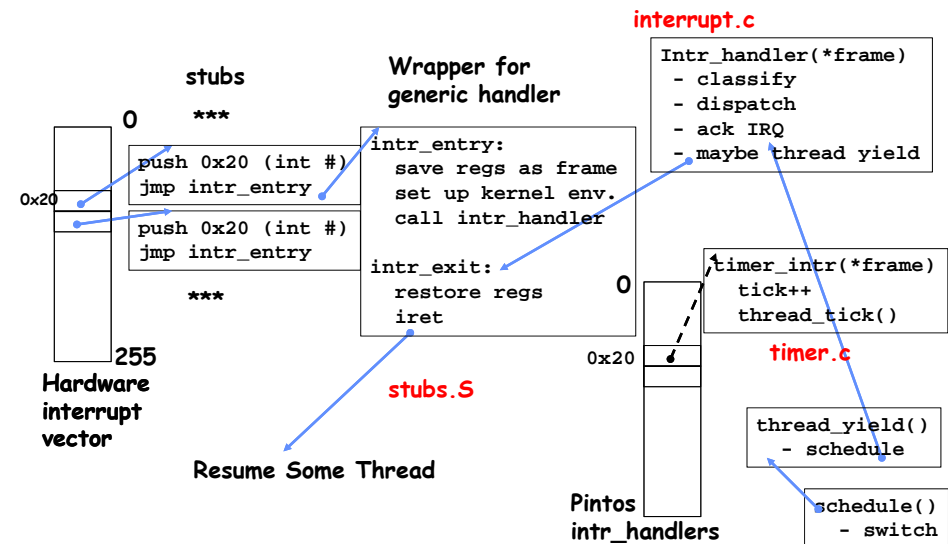 interrupt.c
Intr_handler(*frame)
- classify
- dispatch
- ack IRQ
- maybe thread yield
stubs
***
Wrapper for
generic handler
0
0x20
255
Hardware
interrupt
vector
push 0x20 (int #)
jmp intr_entry
push 0x20 (int #)
jmp intr_entry
***
intr_entry:
save regs as frame
set up kernel env.
call intr_handler
intr_exit:
restore regs
iret
stubs.S
Resume Some Thread
0
0x20
Pintos
intr_handlers
timer_intr(*frame)
tick++
thread_tick()
timer.c
thread_yield()
- schedule
schedule()
- switch